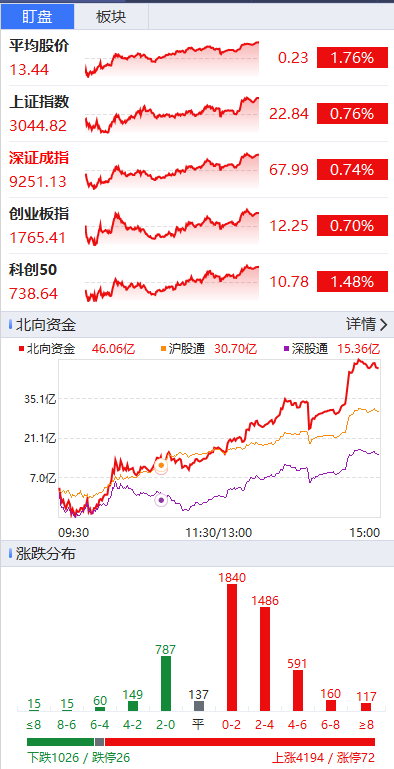 盯盘 板块
平均股价
13.44 0.23 1.76%
上证指数
3044.82 22.84 0.76%
深证成指
9251.13 67.99 0.74%
创业板指
1765.41 12.25 0.70%
科创50
738.64 10.78 1.48%
北向资金 详情
北向资金 46.06亿 沪股通 30.70亿 深股通 15.36亿
35.1亿
21.1亿
7.0亿
09:30 11:30/13:00 15:00
涨跌分布
15 15 60 149 787 137 1840 1486 591 160 117
≤8 8-6 6-4 4-2 2-0 平 0-2 2-4 4-6 6-8 ≥8
下跌1026 / 跌停26 上涨4194 / 涨停72